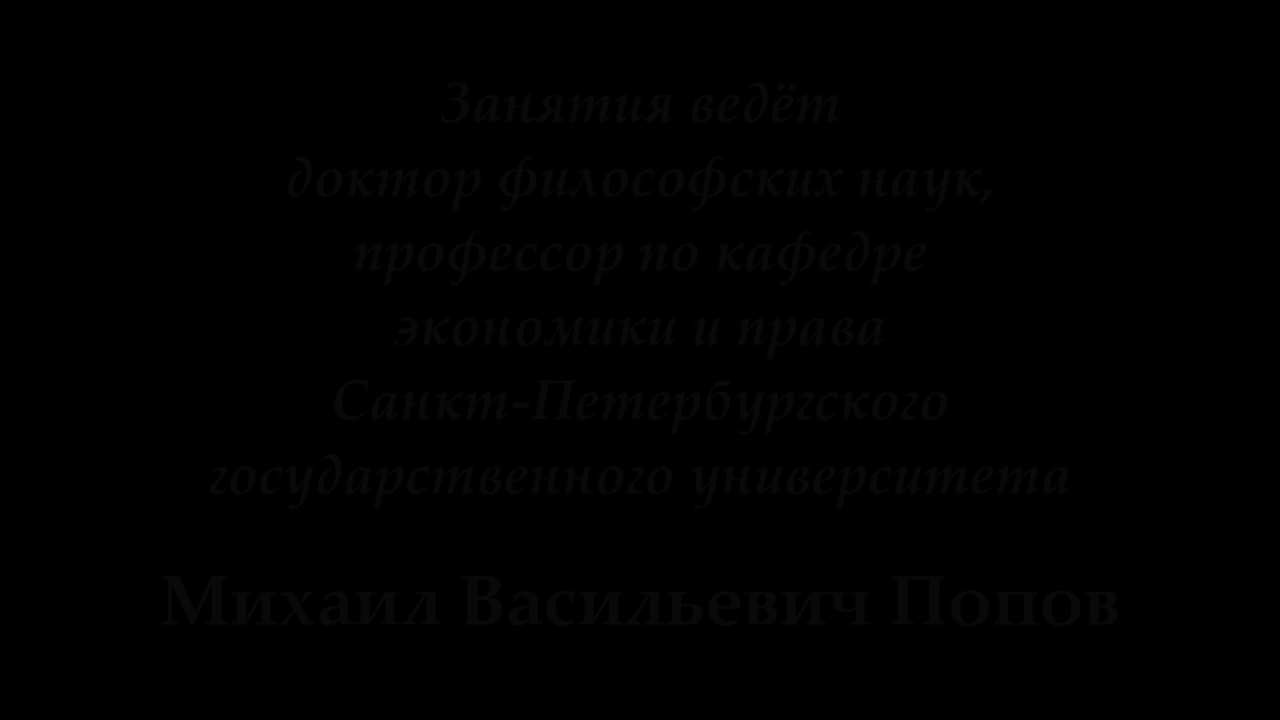 Занятия ведёт
доктор философских наук,
профессор по кафедре
экономики и права
Санкт-Петербургского
государственного университета
Михаил Васильевич Попов